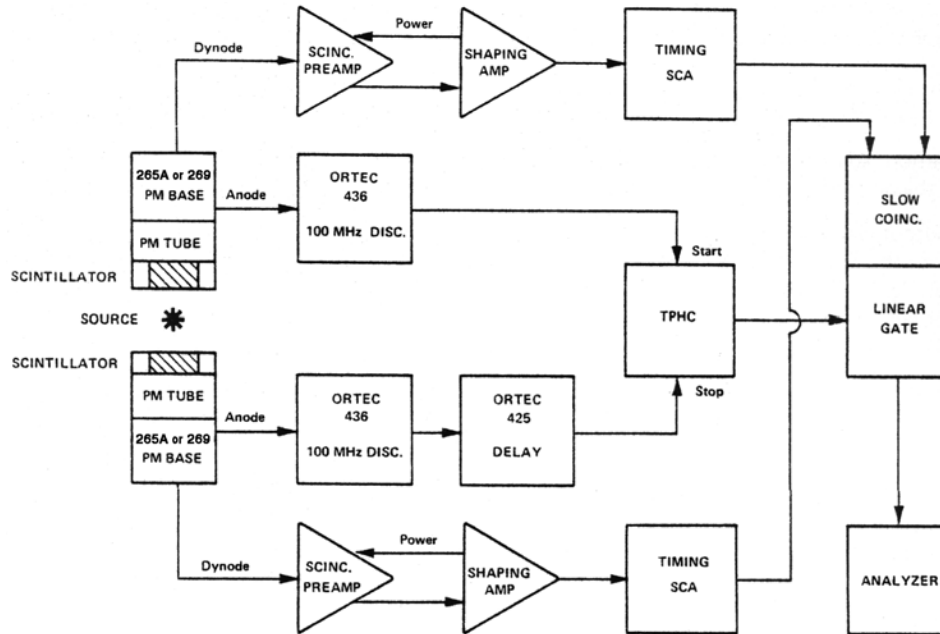 Dynode
SCINC.
PREAMP
Power
SHAPING
AMP
TIMING
SCA
265A or 269
PM BASE
PM TUBE
Anode
ORTEC
436
100 MHz DISC.
SLOW
COINC.
SCINTILLATOR
Start
SOURCE
TPHC
LINEAR
GATE
SCINTILLATOR
Stop
PM TUBE
265A or 269
PM BASE
Anode
ORTEC
436
100 MHz DISC.
ORTEC
425
DELAY
Dynode
SCINC.
PREAMP
Power
SHAPING
AMP
TIMING
SCA
ANALYZER